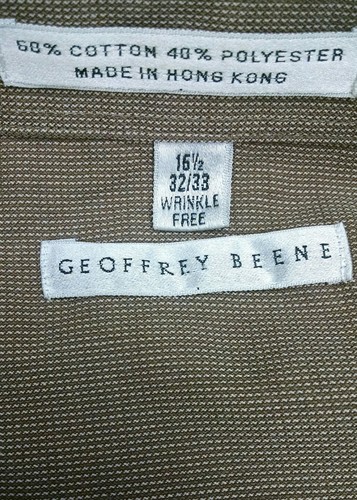 60% COTTON 40% POLYESTER
MADE IN HONG KONG
16½
32/33
WRINKLE
FREE
GEOFFREY BEENE